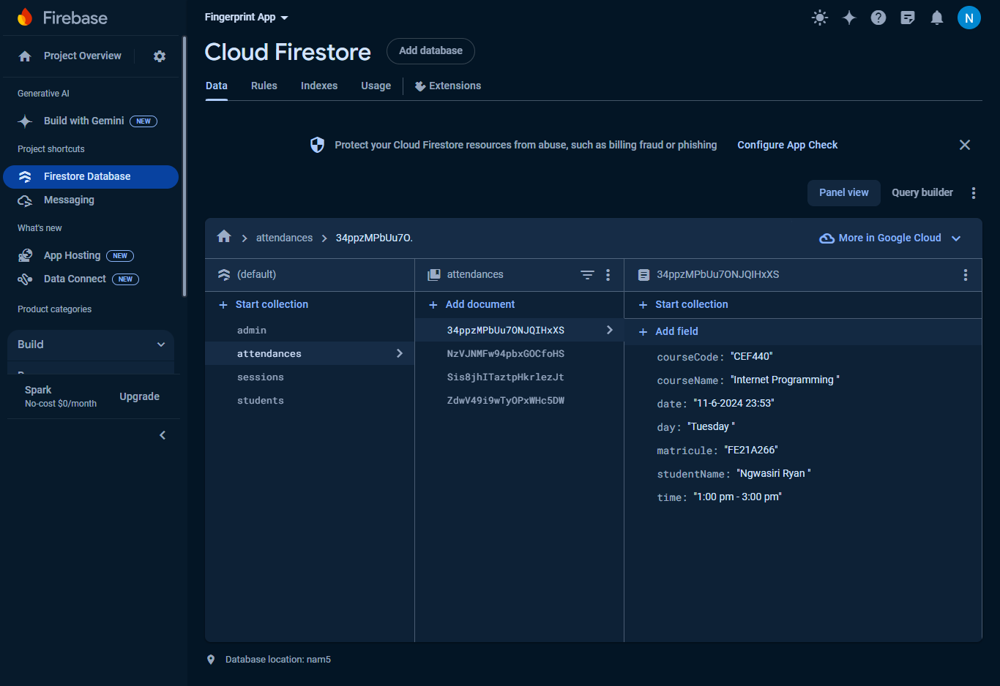 Firebase
Project Overview
Generative AI
Build with Gemini NEW
Project shortcuts
Firestore Database
Messaging
What's new
App Hosting NEW
Data Connect NEW
Product categories
Build
Spark
No-cost $0/month
Upgrade
Fingerprint App
N
Cloud Firestore
Add database
Data Rules Indexes Usage Extensions
Protect your Cloud Firestore resources from abuse, such as billing fraud or phishing Configure App Check
Panel view Query builder
attendances 34ppzMPbUu7O.
More in Google Cloud
(default)
Start collection
admin
attendances
sessions
students
attendances
Add document
34ppzMPbUu7ONJQIHxXS
NzVJNMFw94pbxGOCfoHS
Sis8jhITaztpHkrlezJt
ZdwV49i9wTyOPxWHc5DW
34ppzMPbUu7ONJQIHxXS
Start collection
Add field
courseCode: "CEF440"
courseName: "Internet Programming "
date: "11-6-2024 23:53"
day: "Tuesday "
matricule: "FE21A266"
studentName: "Ngwasiri Ryan "
time: "1:00 pm - 3:00 pm"
Database location: nam5